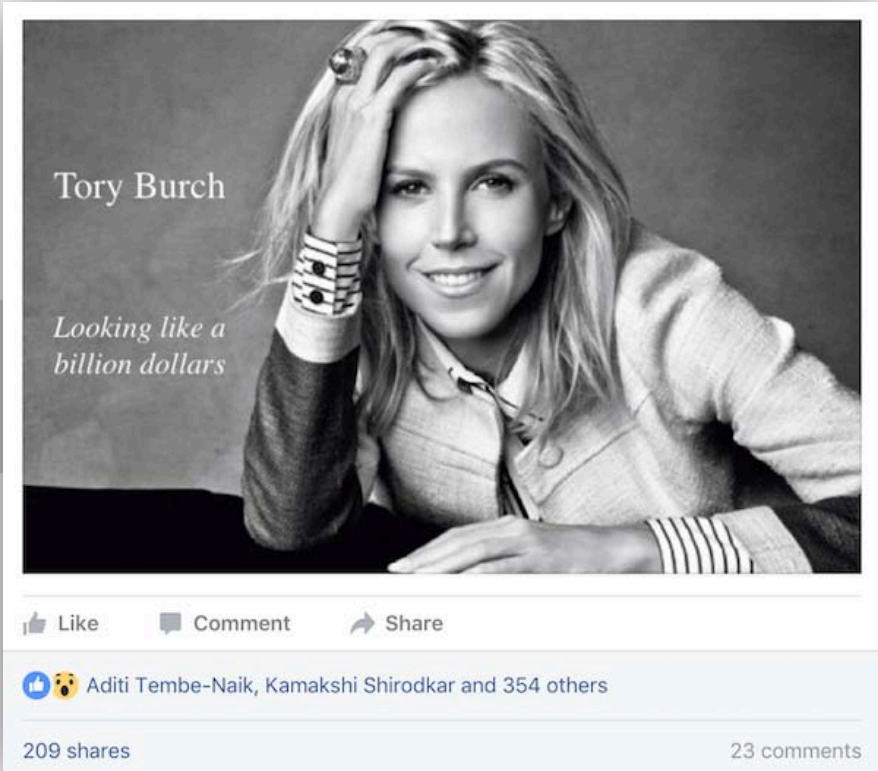 Tory Burch
Looking like a
billion dollars
Like Comment Share
Aditi Tembe-Naik, Kamakshi Shirodkar and 354 others
209 shares 23 comments